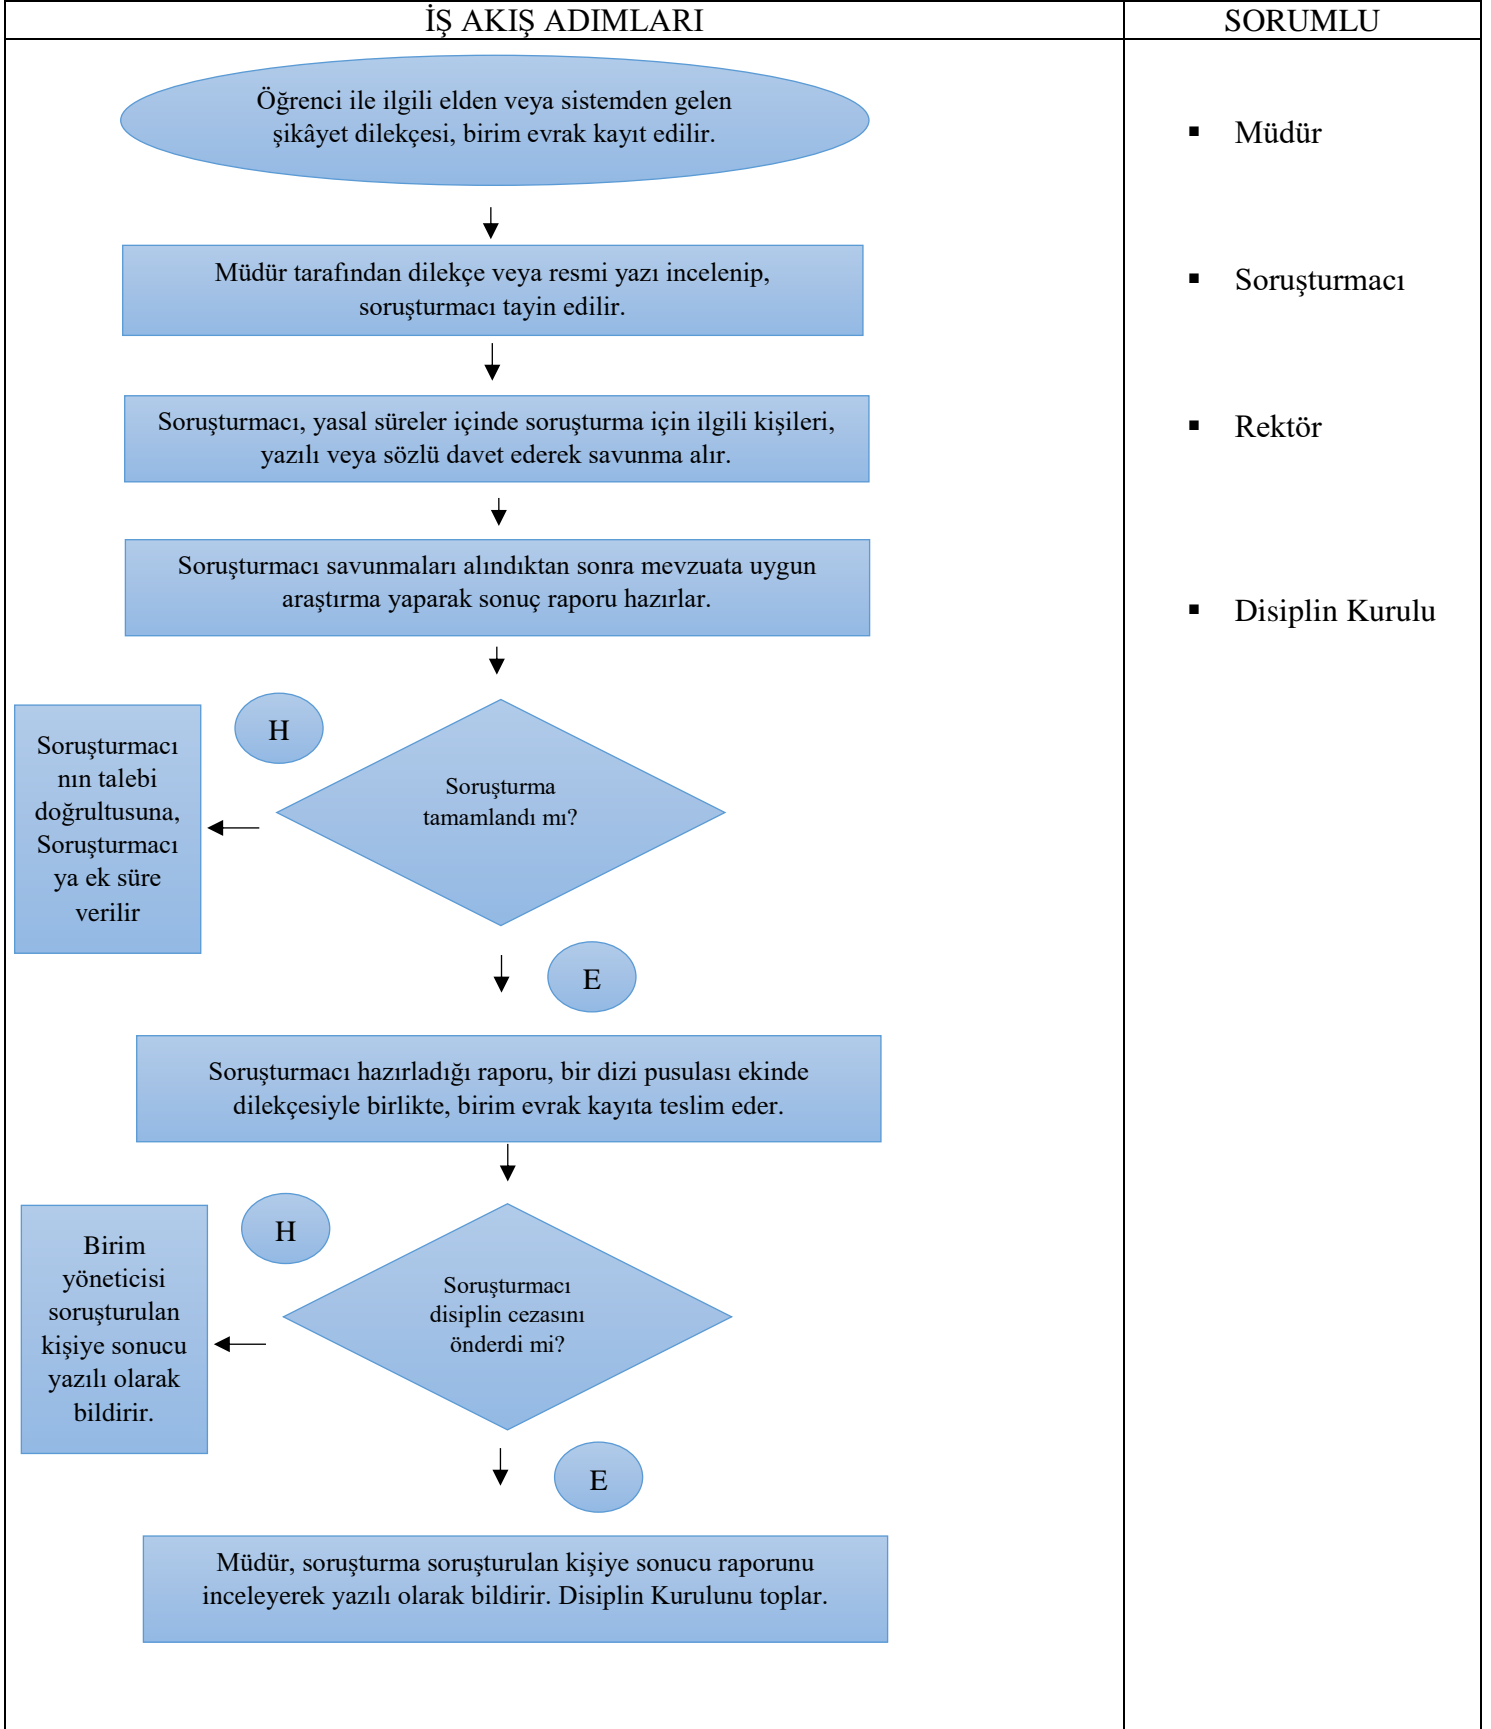 İŞ AKIŞ ADIMLARI
SORUMLU
Öğrenci ile ilgili elden veya sistemden gelen
şikâyet dilekçesi, birim evrak kayıt edilir.
Müdür tarafından dilekçe veya resmi yazı incelenip,
soruşturmacı tayin edilir.
Soruşturmacı, yasal süreler içinde soruşturma için ilgili kişileri,
yazılı veya sözlü davet ederek savunma alır.
Soruşturmacı savunmaları alındıktan sonra mevzuata uygun
araştırma yaparak sonuç raporu hazırlar.
H
Soruşturmacı
nın talebi
doğrultusuna,
Soruşturmacı
ya ek süre
verilir
Soruşturma
tamamlandı mı?
E
Soruşturmacı hazırladığı raporu, bir dizi pusulası ekinde
dilekçesiyle birlikte, birim evrak kayıta teslim eder.
H
Birim
yöneticisi
soruşturulan
kişiye sonucu
yazılı olarak
bildirir.
Soruşturmacı
disiplin cezasını
önderdi mi?
E
Müdür, soruşturma soruşturulan kişiye sonucu raporunu
inceleyerek yazılı olarak bildirir. Disiplin Kurulunu toplar.
▪ Müdür
▪ Soruşturmacı
▪ Rektör
▪ Disiplin Kurulu